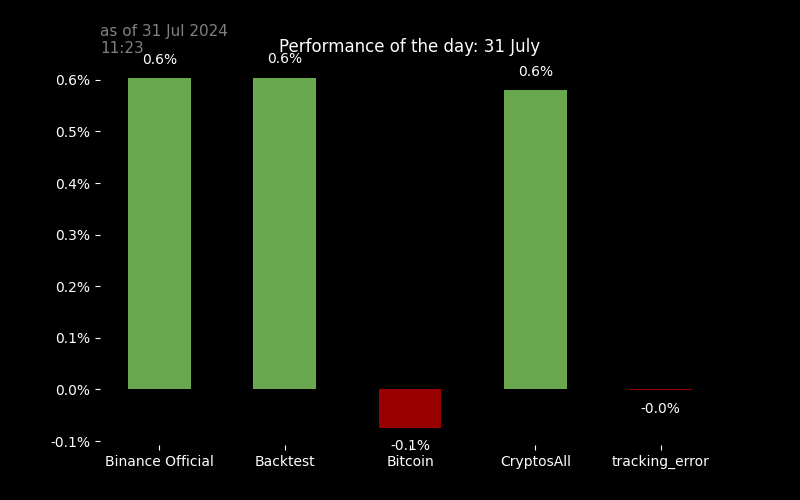 as of 31 Jul 2024
11:23
Performance of the day: 31 July
0.6%
0.6%
0.6%
0.6%
0.5%
0.4%
0.3%
0.2%
0.1%
0.0%
-0.1%
-0.1%
-0.0%
Binance Official
Backtest
Bitcoin
CryptosAll
tracking_error